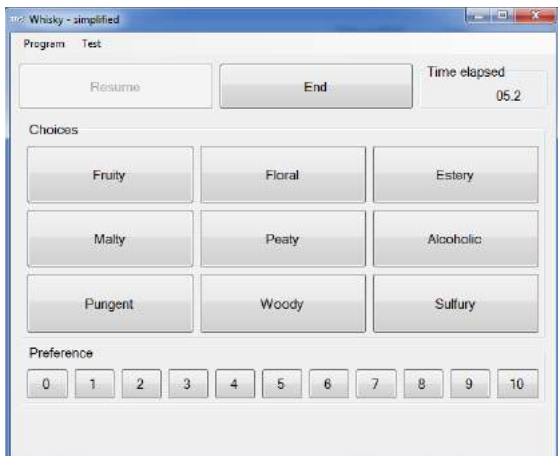 Whisky - simplified
Program Test
Resume End Time elapsed
05.2
Choices
Fruity Floral Estery
Malty Peaty Alcoholic
Pungent Woody Sulfury
Preference
0 1 2 3 4 5 6 7 8 9 10